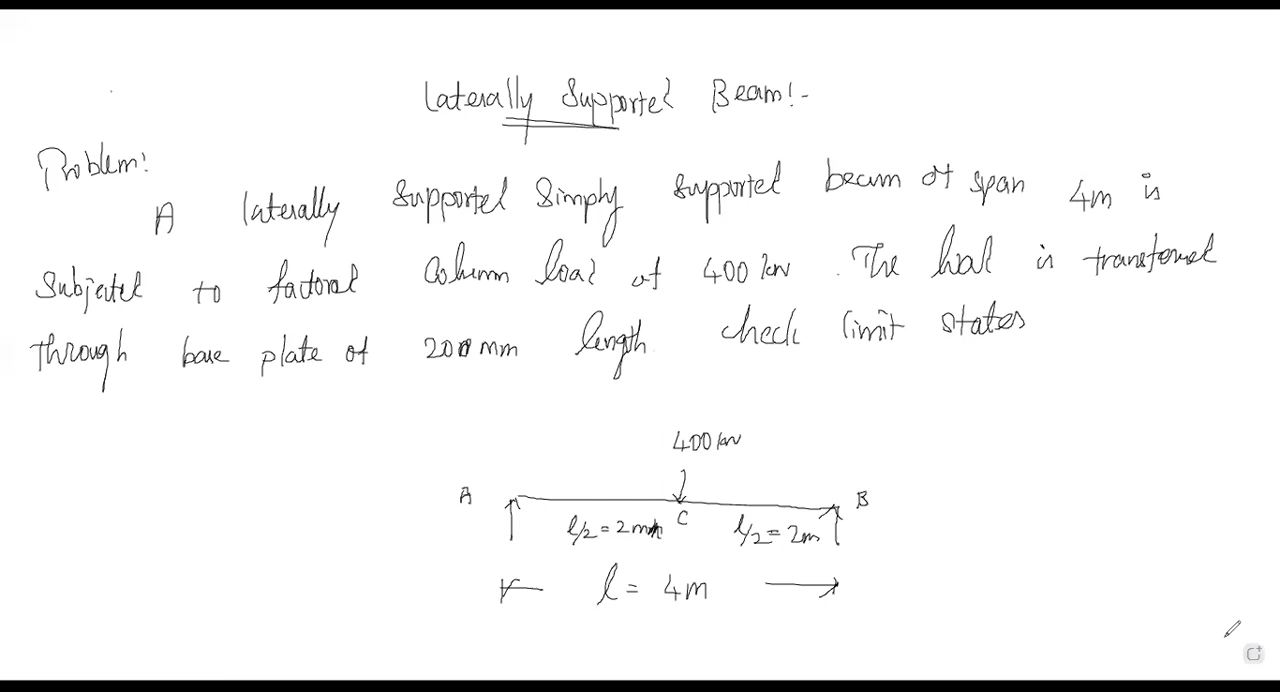 Laterally Supported Beam:-
Problem:
A laterally Supported Simply Supported beam of span 4m is
Subjected to factored Column load of 400 kN. The load is transferred
through base plate of 200 mm length. check limit states
400 kN
A B
C
l/2 = 2m l/2 = 2m
l = 4m